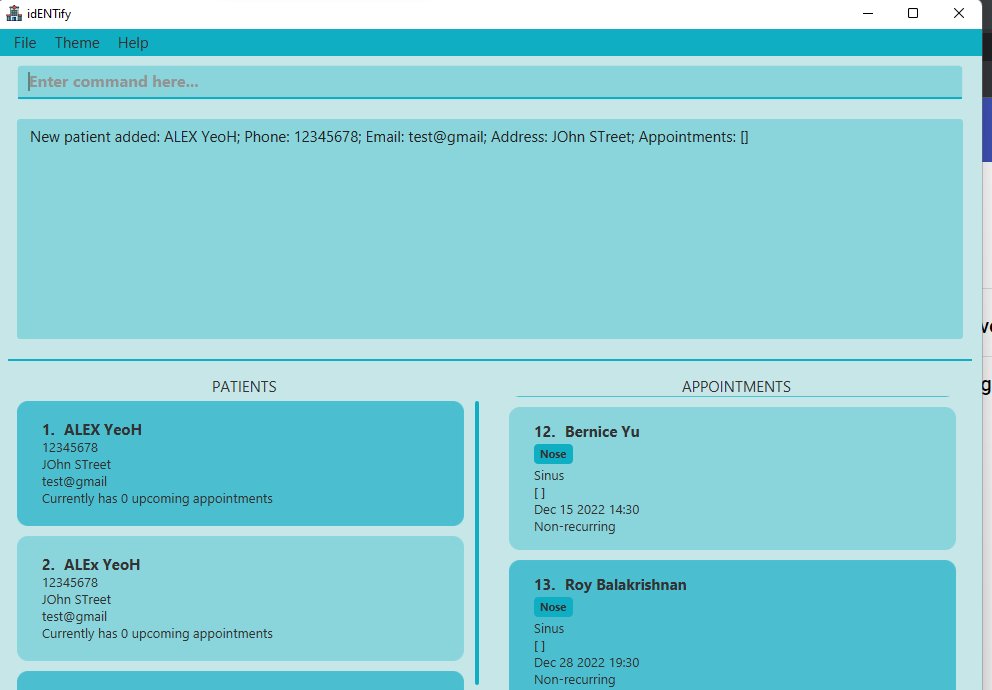 idENTify
File Theme Help
Enter command here...
New patient added: ALEX YeoH; Phone: 12345678; Email: test@gmail; Address: JOhn STreet; Appointments: []
PATIENTS
1. ALEX YeoH
12345678
JOhn STreet
test@gmail
Currently has 0 upcoming appointments
2. ALEx YeoH
12345678
JOhn STreet
test@gmail
Currently has 0 upcoming appointments
APPOINTMENTS
12. Bernice Yu
Nose
Sinus
[ ]
Dec 15 2022 14:30
Non-recurring
13. Roy Balakrishnan
Nose
Sinus
[ ]
Dec 28 2022 19:30
Non-recurring